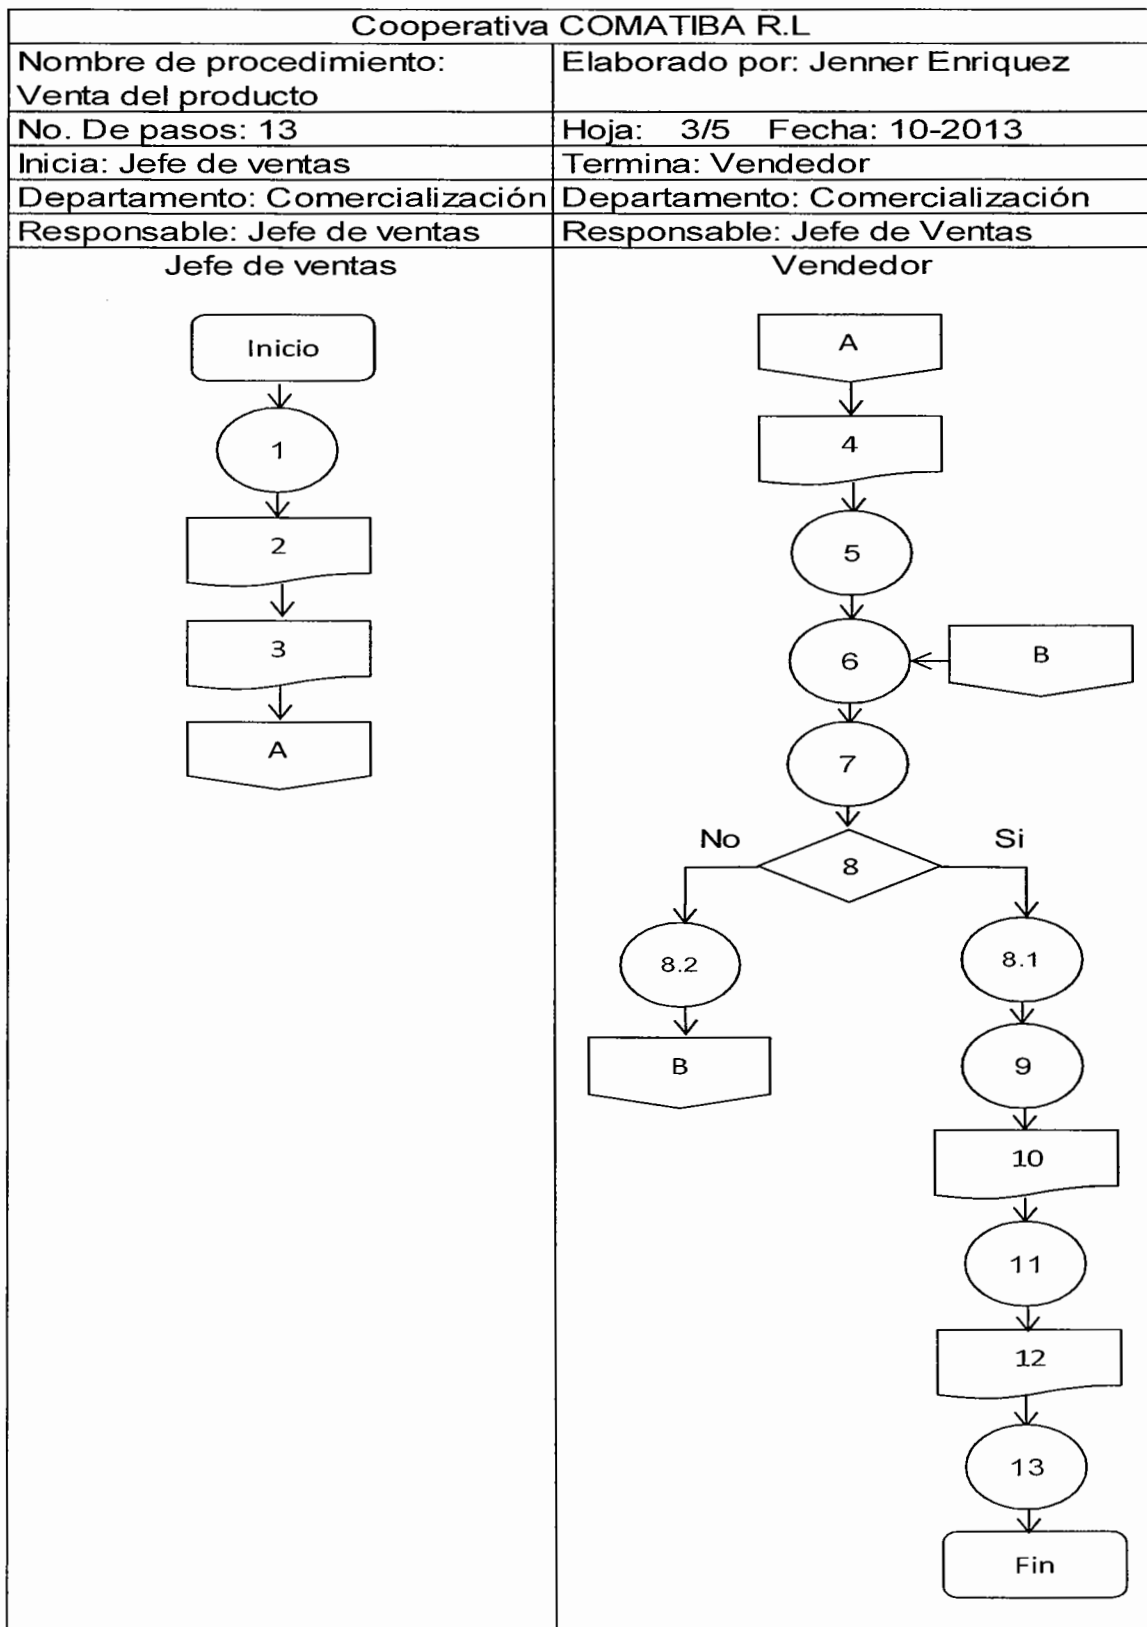 Cooperativa COMATIBA R.L
Nombre de procedimiento:
Venta del producto
Elaborado por: Jenner Enriquez
No. De pasos: 13
Hoja: 3/5 Fecha: 10-2013
Inicia: Jefe de ventas
Termina: Vendedor
Departamento: Comercialización
Departamento: Comercialización
Responsable: Jefe de ventas
Responsable: Jefe de Ventas
Jefe de ventas
Inicio
1
2
3
A
Vendedor
A
4
5
6
B
7
8
No
Si
8.2
B
8.1
9
10
11
12
13
Fin